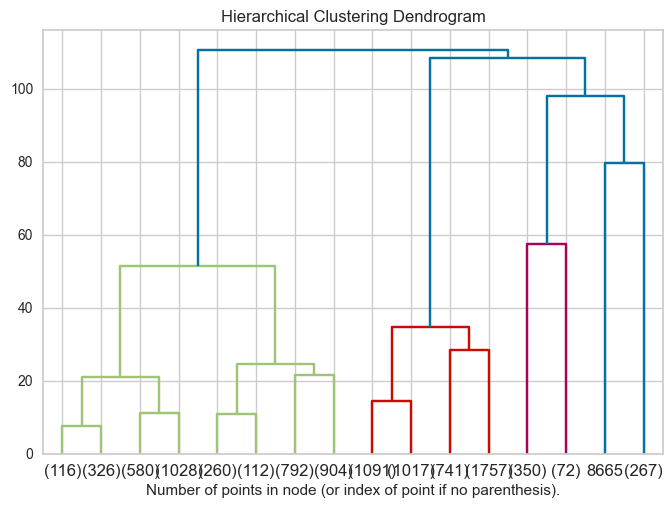 Hierarchical Clustering Dendrogram
100
80
60
40
20
0
(116) (326) (580) (1028) (260) (112) (792) (904) (1091) (1017) (741) (1757) (350) (72) 8665 (267)
Number of points in node (or index of point if no parenthesis).